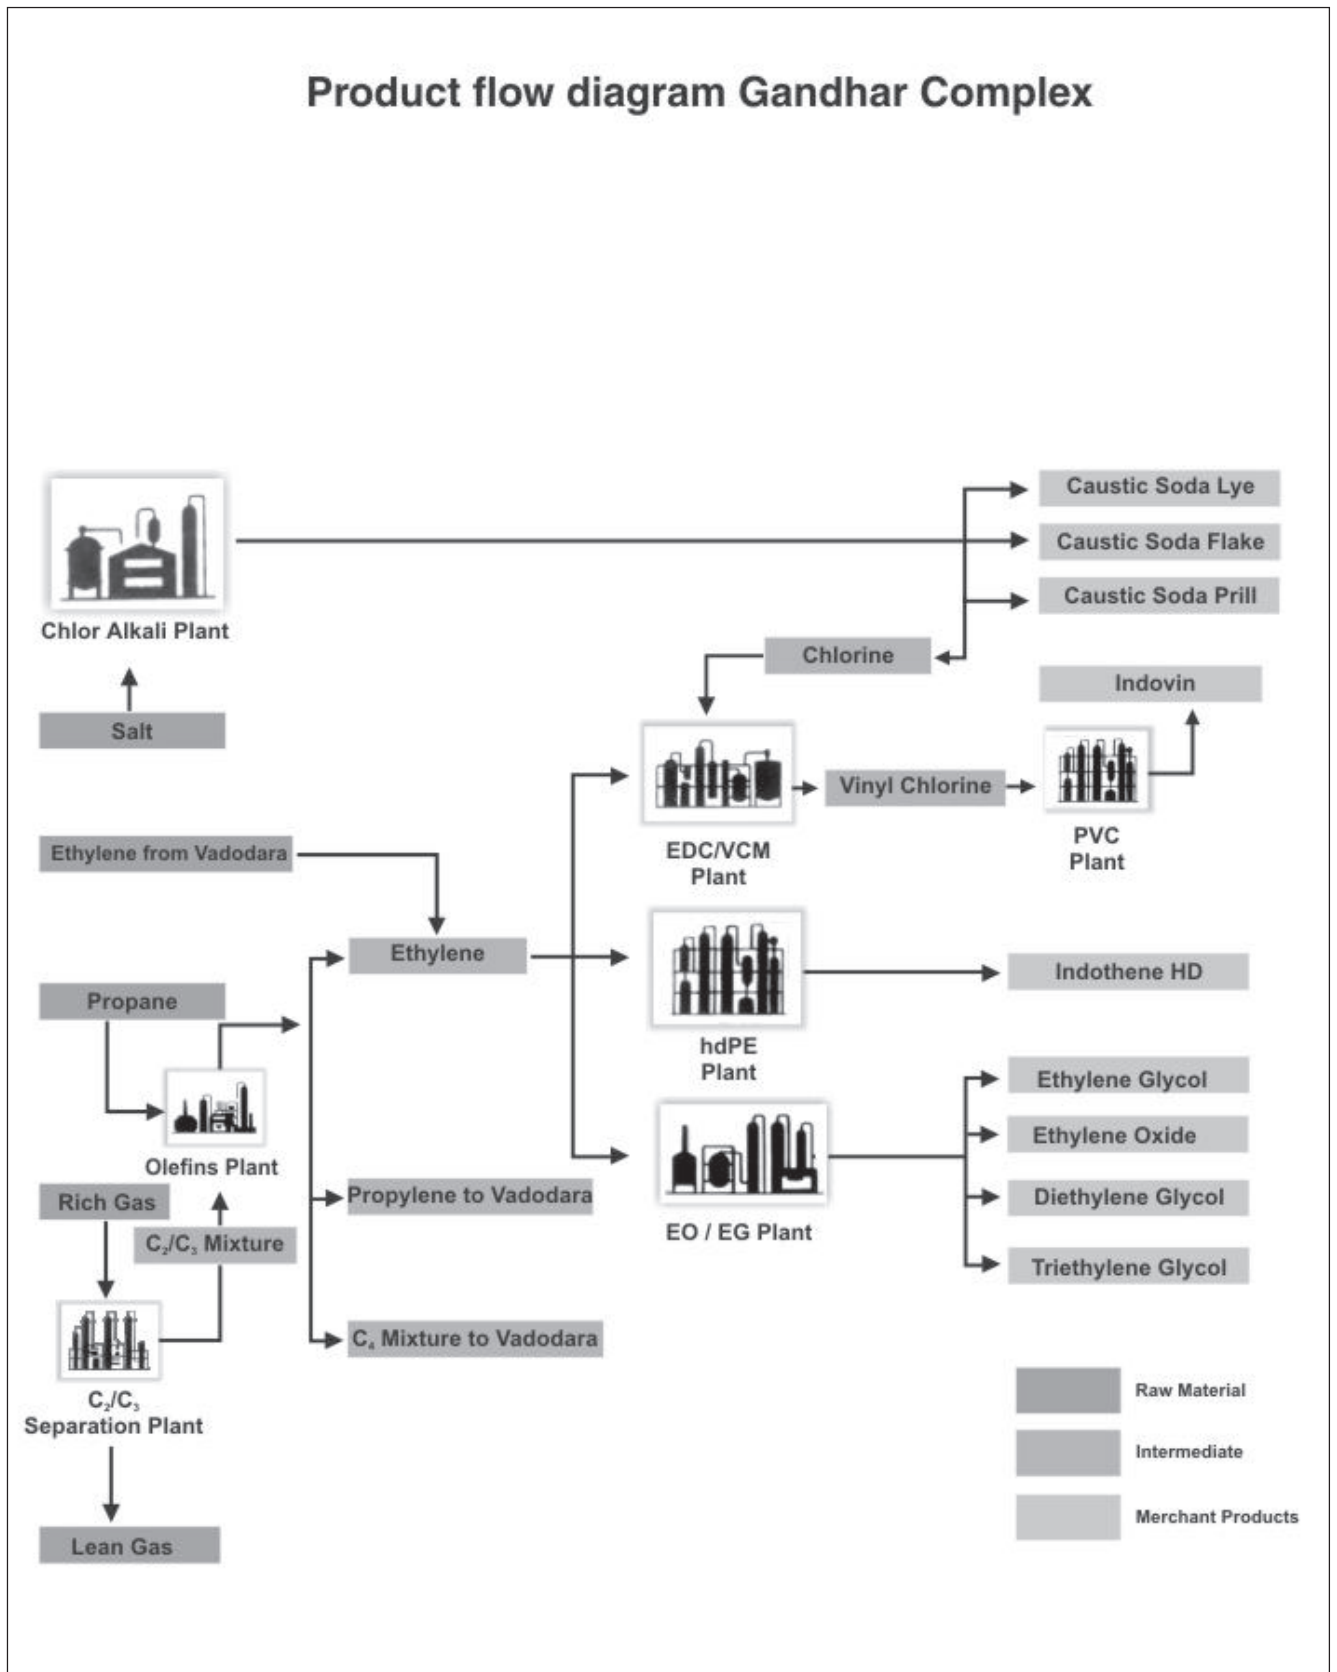 Product flow diagram Gandhar Complex
Caustic Soda Lye
Caustic Soda Flake
Caustic Soda Prill
Chlor Alkali Plant
Chlorine
Indovin
Salt
Vinyl Chlorine
PVC
Plant
Ethylene from Vadodara
EDC/VCM
Plant
Ethylene
Indothene HD
Propane
hdPE
Plant
Ethylene Glycol
Ethylene Oxide
Olefins Plant
Rich Gas
Propylene to Vadodara
Diethylene Glycol
C₂/C₃ Mixture
EO / EG Plant
Triethylene Glycol
C₄ Mixture to Vadodara
C₂/C₃
Separation Plant
Raw Material
Intermediate
Merchant Products
Lean Gas